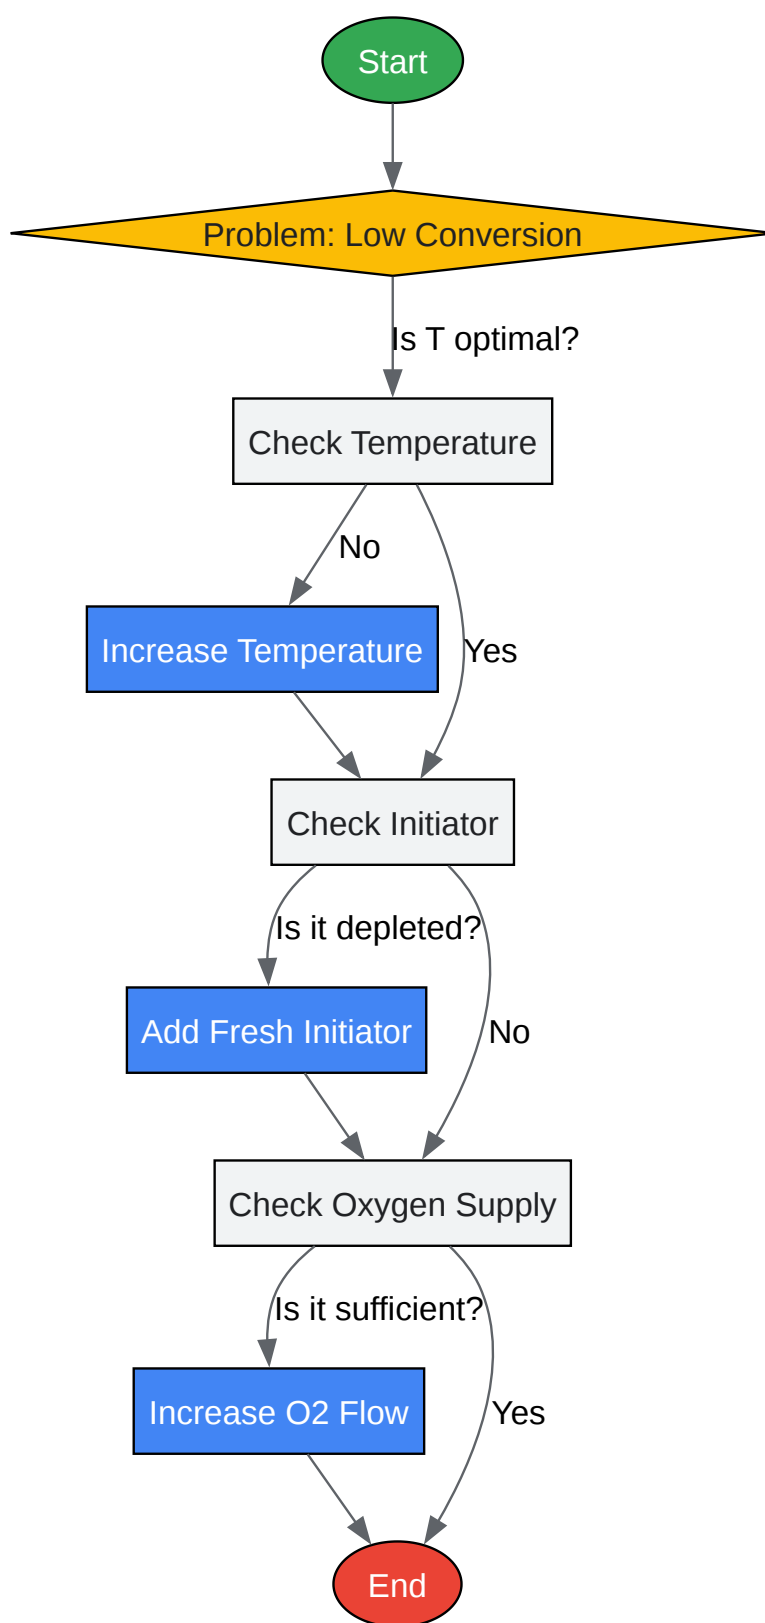 Start
Problem: Low Conversion
Is T optimal?
Check Temperature
No
Increase Temperature
Yes
Check Initiator
Is it depleted?
Add Fresh Initiator
No
Check Oxygen Supply
Is it sufficient?
Increase O2 Flow
Yes
End